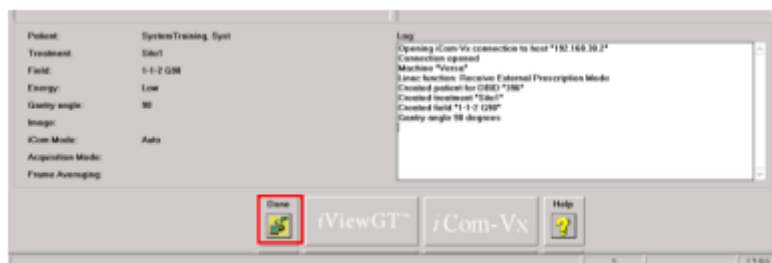 Patient: SystemTraining, Syst
Treatment: Site1
Field: 1-1-2 G90
Energy: Low
Gantry angle: 90
Image:
iCom Mode: Auto
Acquisition Mode:
Frame Averaging:
Log:
Opening iCom-Vx connection to host "192.168.30.2"
Connection opened
Machine "Versa"
Linac function: Receive External Prescription Mode
Created patient for DBID "396"
Created treatment "Site1"
Created field "1-1-2 G90"
Gantry angle 90 degrees
Done
iViewGT™
iCom-Vx
Help